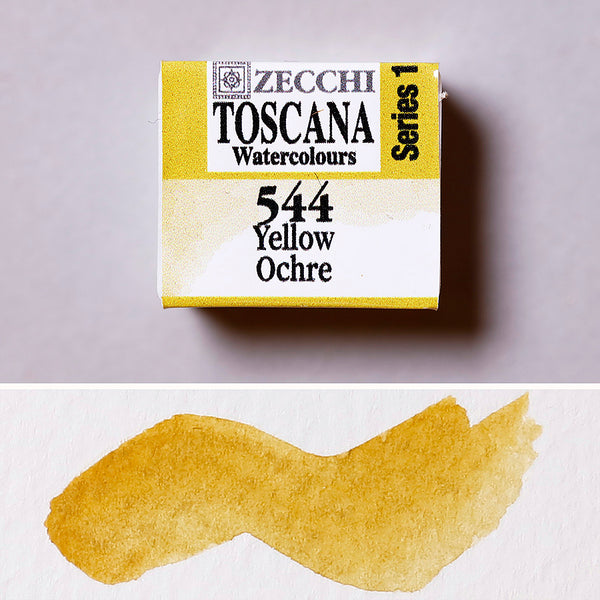 ZECCHI
TOSCANA
Watercolours
Series 1
544
Yellow
Ochre